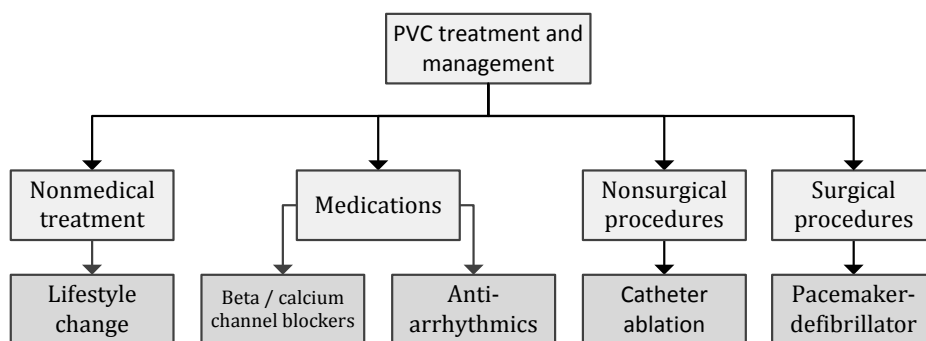 PVC treatment and
management
Nonmedical
treatment
Medications
Nonsurgical
procedures
Surgical
procedures
Lifestyle
change
Beta / calcium
channel blockers
Anti-
arrhythmics
Catheter
ablation
Pacemaker-
defibrillator